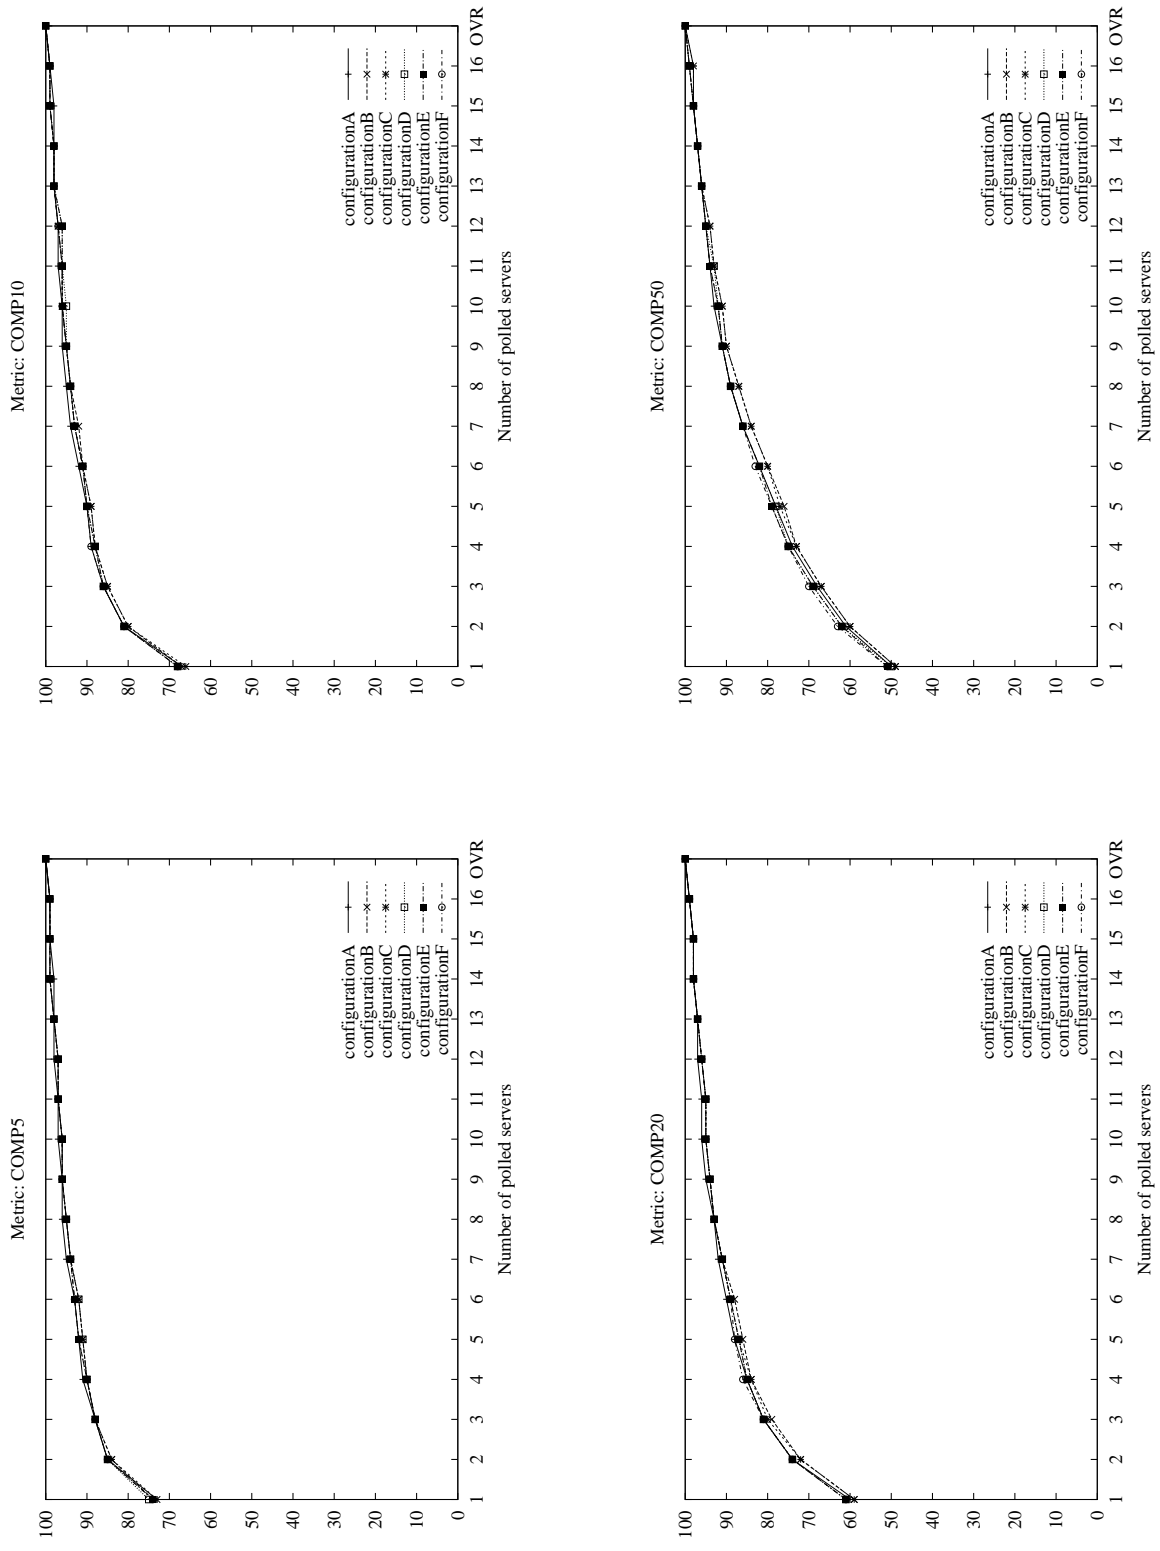 Metric: COMP5
100
90
80
70
60
50
40
30
20
10
0
configurationA
configurationB
configurationC
configurationD
configurationE
configurationF
1 2 3 4 5 6 7 8 9 10 11 12 13 14 15 16 OVR
Number of polled servers
Metric: COMP10
100
90
80
70
60
50
40
30
20
10
0
configurationA
configurationB
configurationC
configurationD
configurationE
configurationF
1 2 3 4 5 6 7 8 9 10 11 12 13 14 15 16 OVR
Number of polled servers
Metric: COMP20
100
90
80
70
60
50
40
30
20
10
0
configurationA
configurationB
configurationC
configurationD
configurationE
configurationF
1 2 3 4 5 6 7 8 9 10 11 12 13 14 15 16 OVR
Number of polled servers
Metric: COMP50
100
90
80
70
60
50
40
30
20
10
0
configurationA
configurationB
configurationC
configurationD
configurationE
configurationF
1 2 3 4 5 6 7 8 9 10 11 12 13 14 15 16 OVR
Number of polled servers